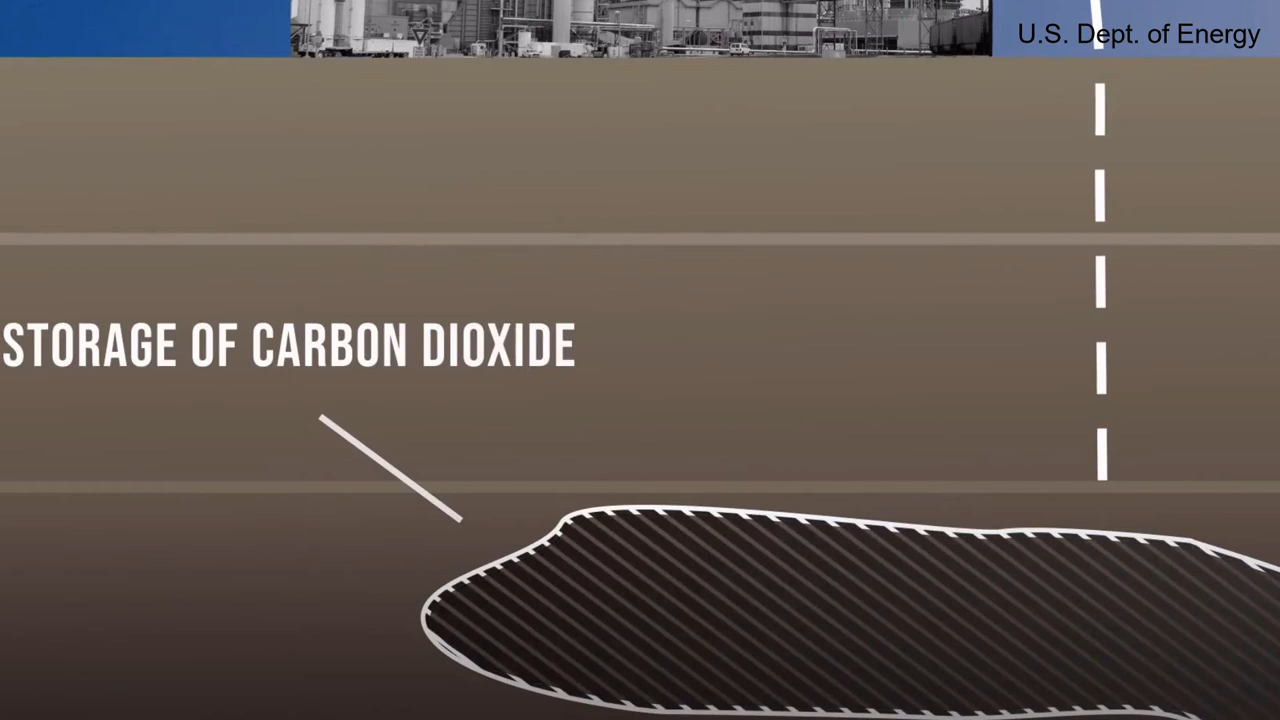 U.S. Dept. of Energy
STORAGE OF CARBON DIOXIDE